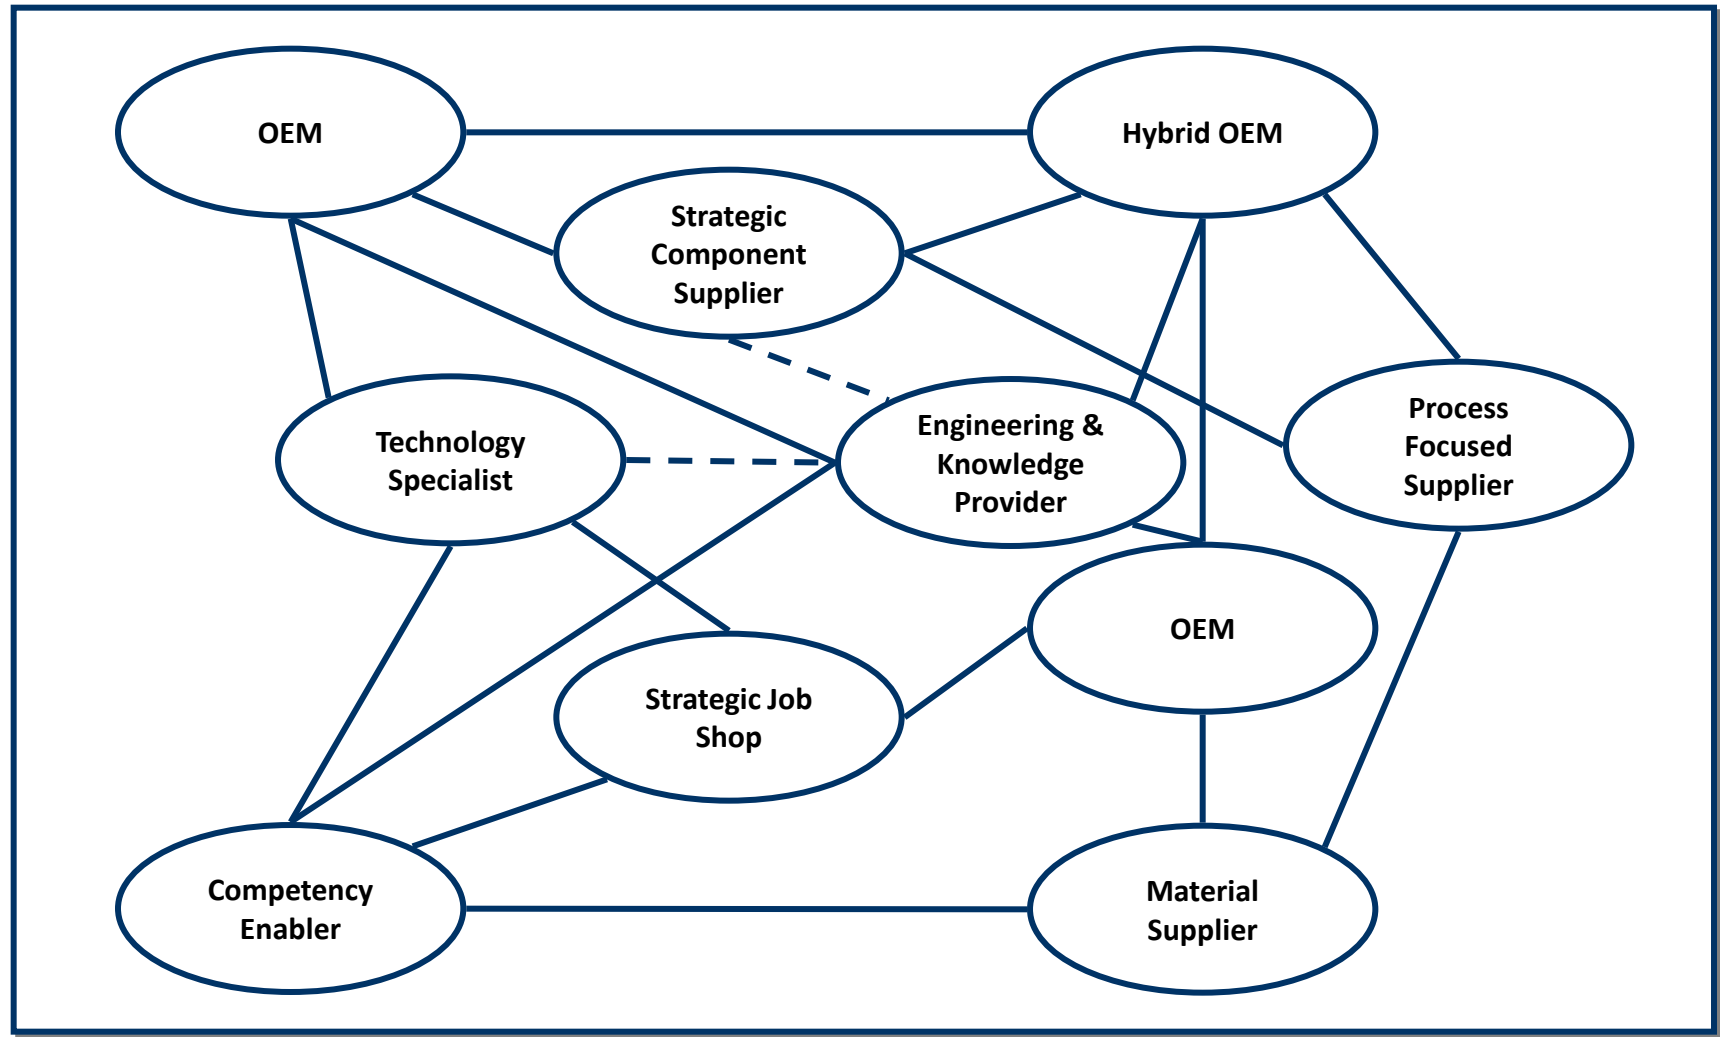 OEM
Hybrid OEM
Strategic
Component
Supplier
Technology
Specialist
Engineering &
Knowledge
Provider
Process
Focused
Supplier
OEM
Strategic Job
Shop
Competency
Enabler
Material
Supplier